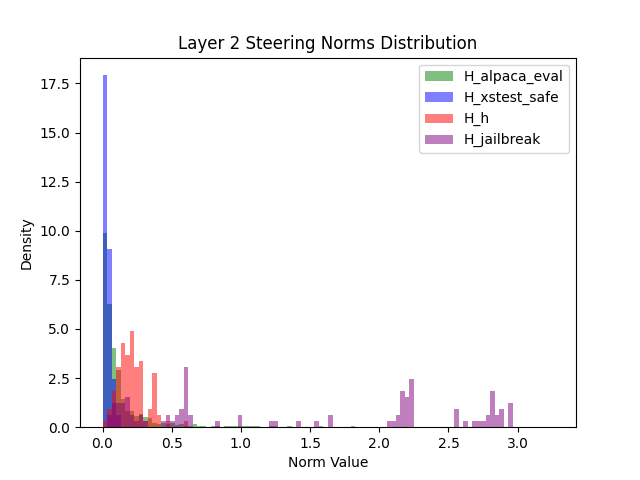 Layer 2 Steering Norms Distribution
H_alpaca_eval
H_xstest_safe
H_h
H_jailbreak
17.5
15.0
12.5
10.0
7.5
5.0
2.5
0.0
Density
0.0 0.5 1.0 1.5 2.0 2.5 3.0
Norm Value